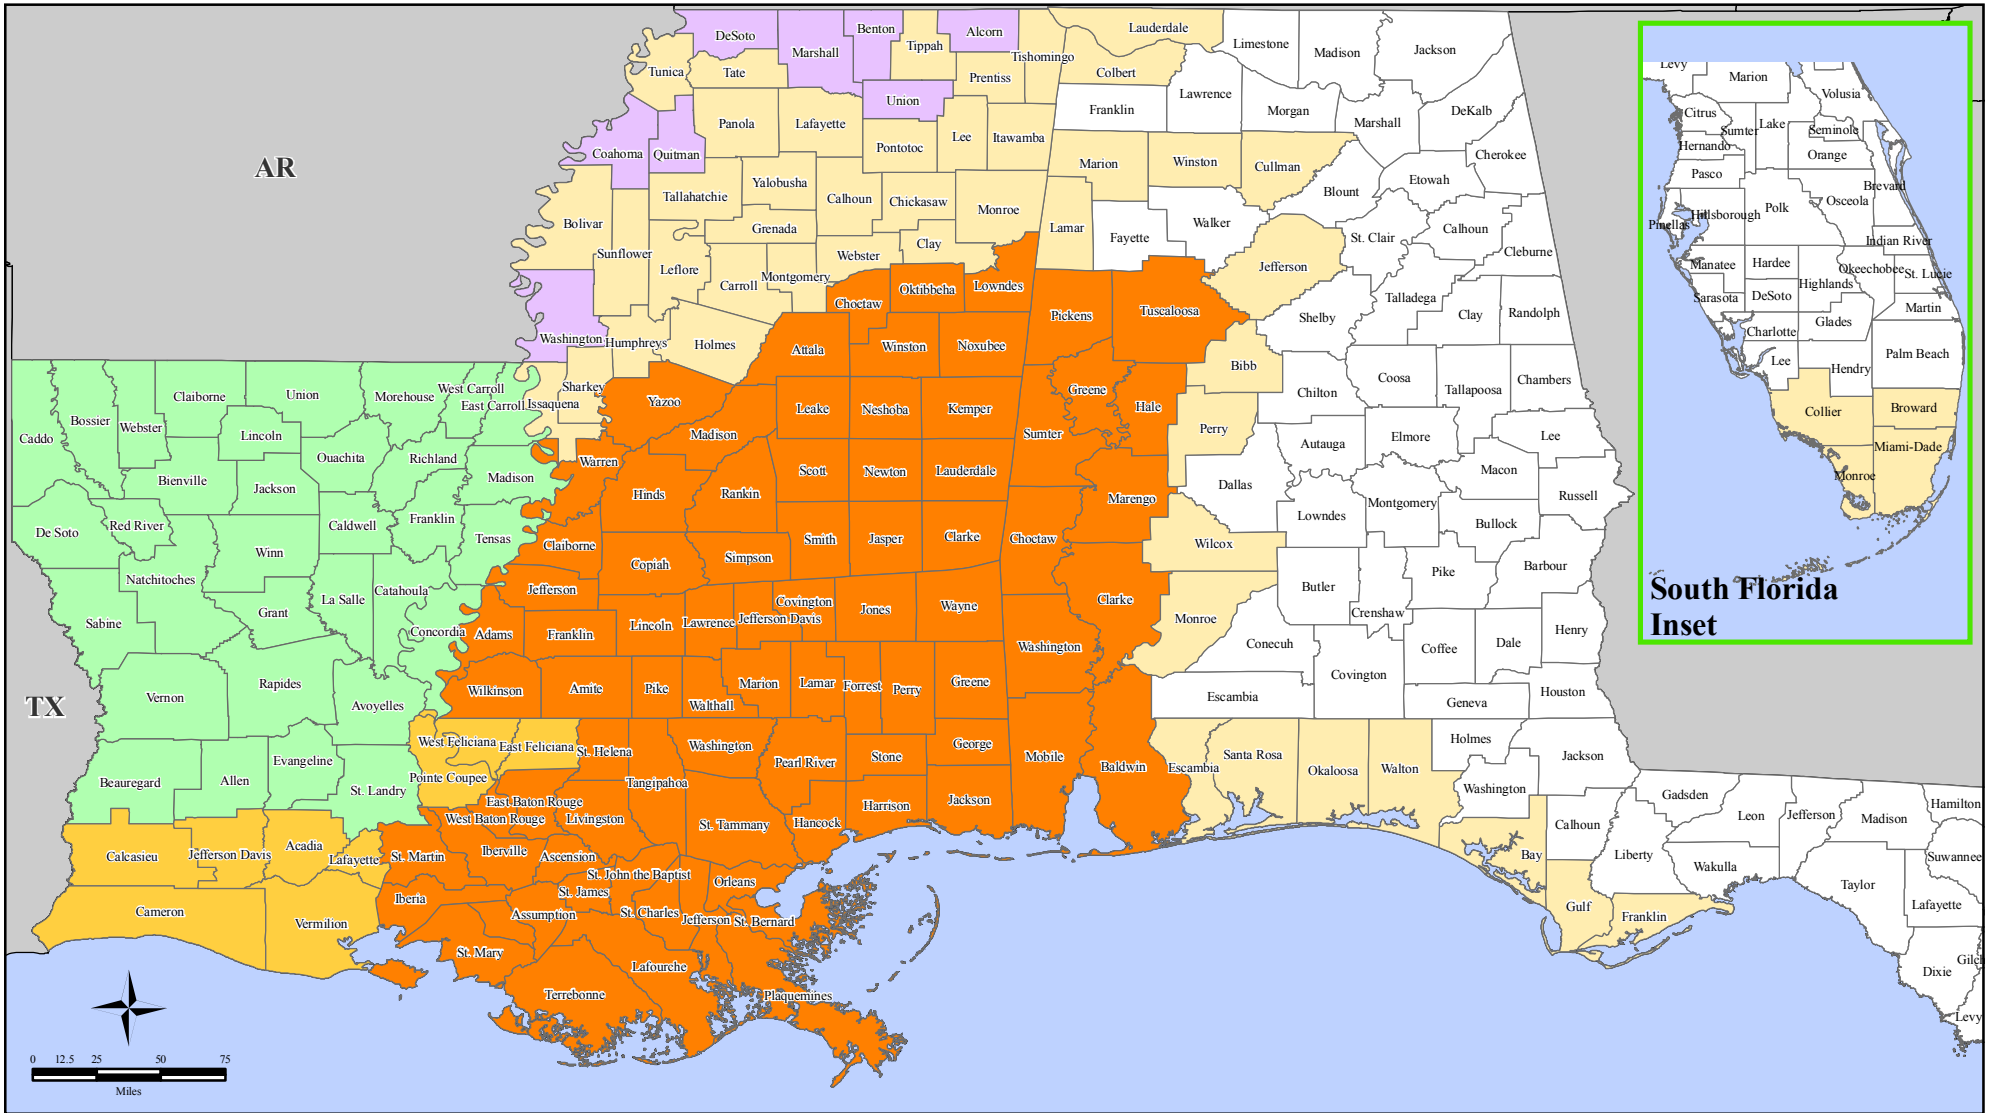 AR
TX
DeSoto
Marshall
Benton
Tippah
Alcorn
Tishomingo
Tunica
Tate
Prentiss
Union
Panola
Lafayette
Pontotoc
Lee
Itawamba
Coahoma
Quitman
Tallahatchie
Yalobusha
Calhoun
Chickasaw
Monroe
Bolivar
Sunflower
Leflore
Grenada
Webster
Clay
Carroll
Montgomery
Choctaw
Oktibbeha
Lowndes
Washington
Humphreys
Holmes
Attala
Winston
Noxubee
Sharkey
Issaquena
Yazoo
Leake
Neshoba
Kemper
Madison
Warren
Hinds
Rankin
Scott
Newton
Lauderdale
Claiborne
Copiah
Simpson
Smith
Jasper
Clarke
Jefferson
Adams
Franklin
Lincoln
Lawrence
Jefferson Davis
Covington
Jones
Wayne
Wilkinson
Amite
Pike
Walthall
Marion
Lamar
Forrest
Perry
Greene
Pearl River
Stone
George
Hancock
Harrison
Jackson
Lauderdale
Limestone
Madison
Jackson
Colbert
Franklin
Lawrence
Morgan
Marshall
DeKalb
Marion
Winston
Cullman
Blount
Etowah
Cherokee
Lamar
Fayette
Walker
Jefferson
St. Clair
Calhoun
Cleburne
Pickens
Tuscaloosa
Shelby
Talladega
Clay
Randolph
Greene
Hale
Bibb
Chilton
Coosa
Tallapoosa
Chambers
Sumter
Perry
Autauga
Elmore
Lee
Marengo
Dallas
Lowndes
Montgomery
Macon
Russell
Bullock
Choctaw
Wilcox
Butler
Crenshaw
Pike
Barbour
Clarke
Monroe
Conecuh
Covington
Coffee
Dale
Henry
Washington
Escambia
Geneva
Houston
Mobile
Baldwin
Escambia
Santa Rosa
Okaloosa
Walton
Holmes
Jackson
Washington
Bay
Calhoun
Gulf
Liberty
Franklin
Gadsden
Leon
Wakulla
Jefferson
Madison
Taylor
Hamilton
Suwannee
Lafayette
Dixie
Gilch
Levy
Caddo
Bossier
Webster
Claiborne
Union
Morehouse
West Carroll
East Carroll
Lincoln
Ouachita
Richland
Madison
Bienville
Jackson
De Soto
Red River
Caldwell
Franklin
Tensas
Winn
Natchitoches
La Salle
Catahoula
Grant
Sabine
Concordia
Vernon
Rapides
Avoyelles
Beauregard
Allen
Evangeline
St. Landry
West Feliciana
East Feliciana
St. Helena
Pointe Coupee
Tangipahoa
Washington
East Baton Rouge
West Baton Rouge
Livingston
St. Tammany
Calcasieu
Jefferson Davis
Acadia
Lafayette
St. Martin
Iberville
Ascension
St. John the Baptist
Orleans
Iberia
St. James
Assumption
St. Charles
Jefferson
St. Bernard
Cameron
Vermilion
St. Mary
Lafourche
Terrebonne
Plaquemines
Levy
Marion
Volusia
Citrus
Sumter
Lake
Seminole
Hernando
Orange
Pasco
Brevard
Polk
Osceola
Hillsborough
Pinellas
Indian River
Manatee
Hardee
Okeechobee
St. Lucie
Highlands
Sarasota
DeSoto
Martin
Charlotte
Glades
Lee
Hendry
Palm Beach
Collier
Broward
Miami-Dade
Monroe
South Florida
Inset
0 12.5 25 50 75
Miles